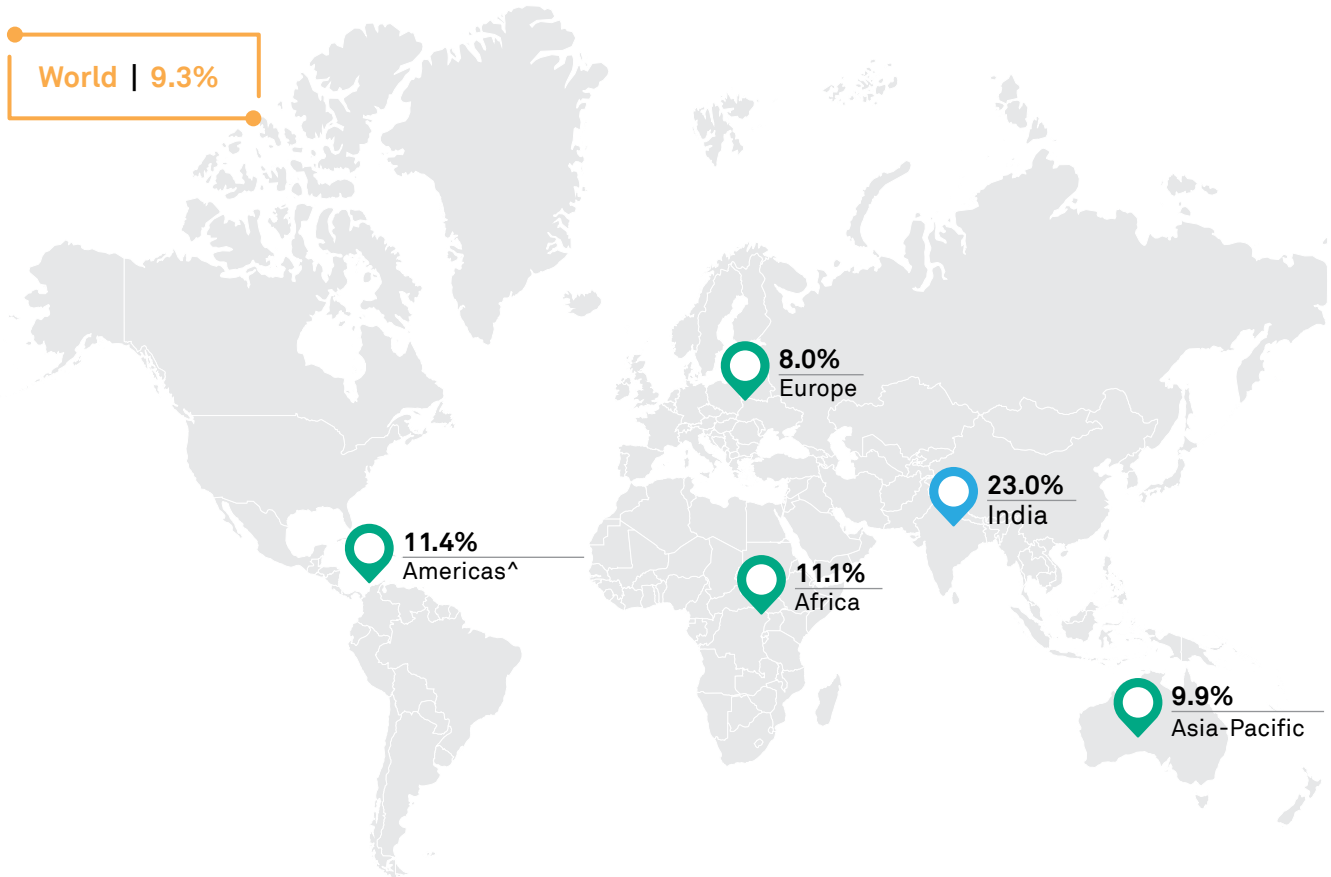 World | 9.3%
8.0%
Europe
23.0%
India
11.4%
Americas^
11.1%
Africa
9.9%
Asia-Pacific